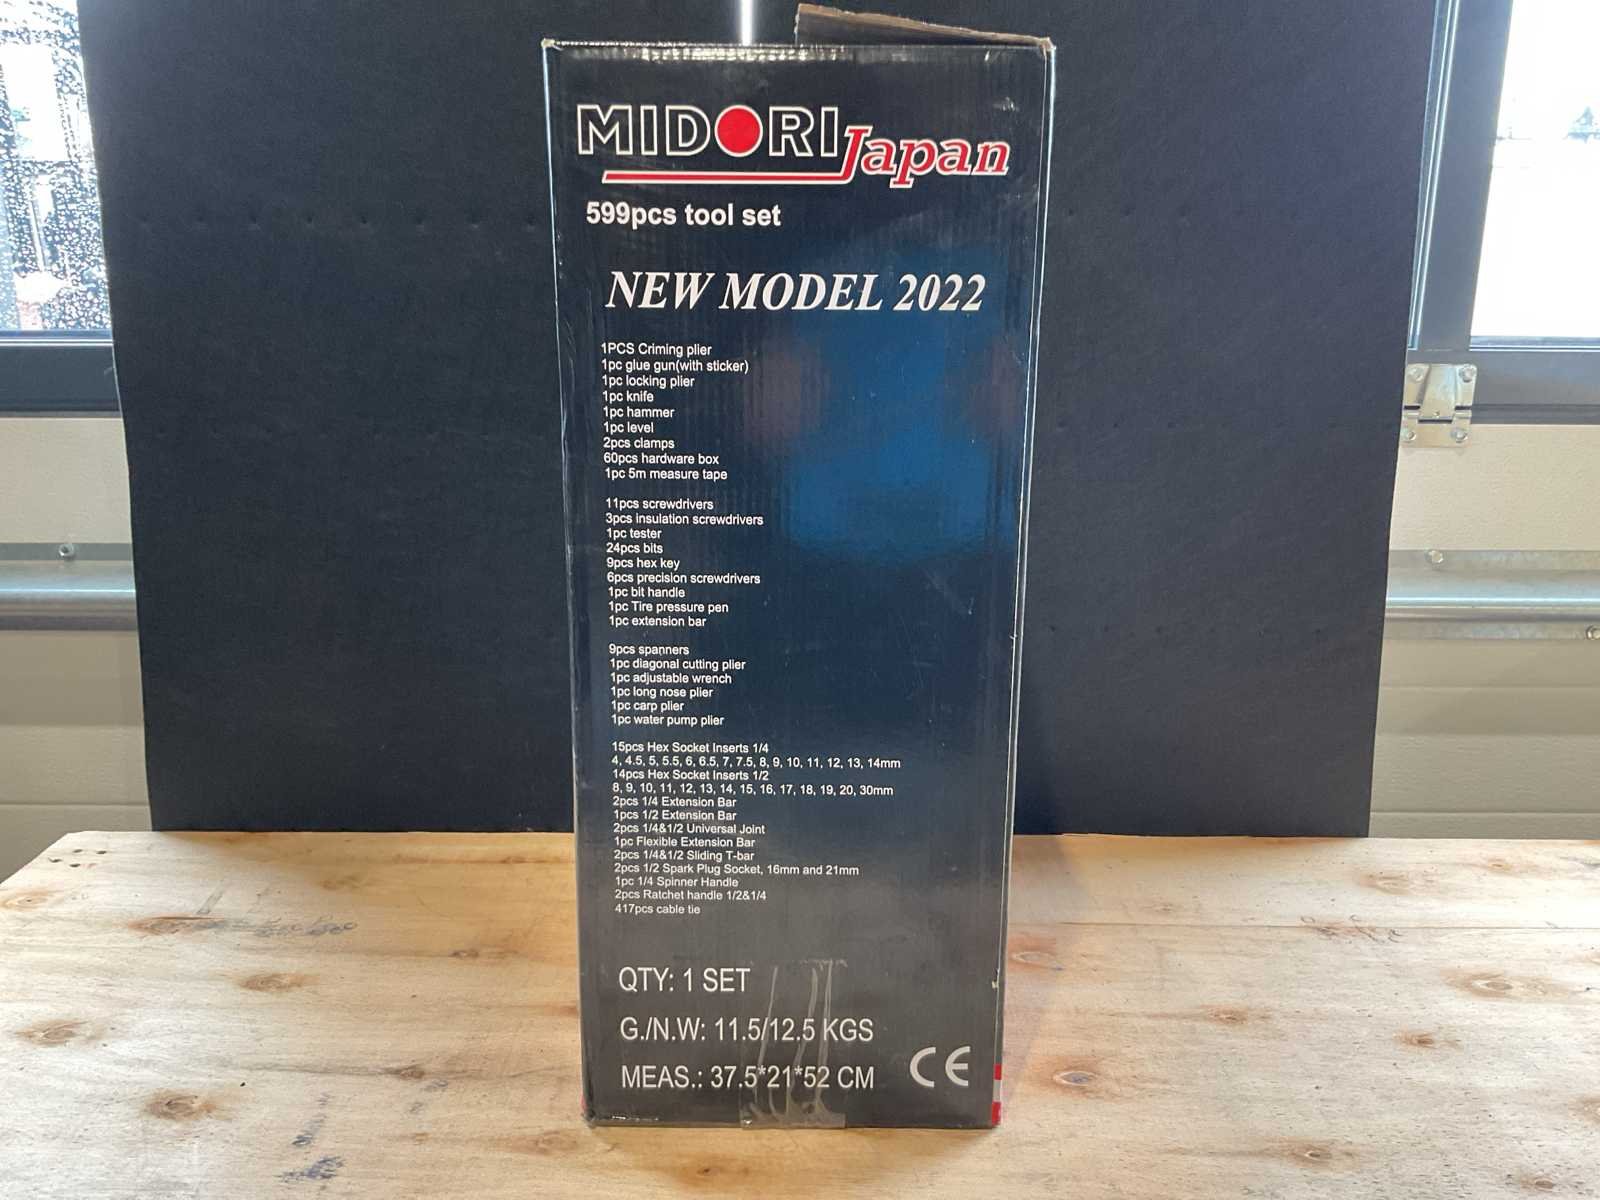 MIDORI Japan
599pcs tool set
NEW MODEL 2022
1PCS Criming plier
1pc glue gun(with sticker)
1pc locking plier
1pc knife
1pc hammer
1pc level
2pcs clamps
60pcs hardware box
1pc 5m measure tape
11pcs screwdrivers
3pcs insulation screwdrivers
1pc tester
24pcs bits
9pcs hex key
6pcs precision screwdrivers
1pc bit handle
1pc Tire pressure pen
1pc extension bar
9pcs spanners
1pc diagonal cutting plier
1pc adjustable wrench
1pc long nose plier
1pc carp plier
1pc water pump plier
15pcs Hex Socket Inserts 1/4
4, 4.5, 5, 5.5, 6, 6.5, 7, 7.5, 8, 9, 10, 11, 12, 13, 14mm
14pcs Hex Socket Inserts 1/2
8, 9, 10, 11, 12, 13, 14, 15, 16, 17, 18, 19, 20, 30mm
2pcs 1/4 Extension Bar
1pcs 1/2 Extension Bar
2pcs 1/4&1/2 Universal Joint
1pc Flexible Extension Bar
2pcs 1/4&1/2 Sliding T-bar
2pcs 1/2 Spark Plug Socket, 16mm and 21mm
1pc 1/4 Spinner Handle
2pcs Ratchet handle 1/2&1/4
417pcs cable tie
QTY: 1 SET
G./N.W: 11.5/12.5 KGS
MEAS.: 37.5*21*52 CM
CE